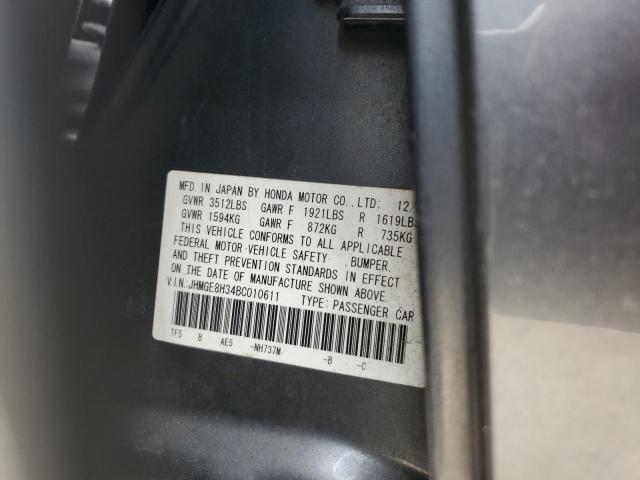 MFD. IN JAPAN BY HONDA MOTOR CO.,LTD: 12
GVWR 3512LBS GAWR F 1921LBS R 1619LBS
GVWR 1594KG GAWR F 872KG R 735KG
THIS VEHICLE CONFORMS TO ALL APPLICABLE
FEDERAL MOTOR VEHICLE SAFETY ,BUMPER,
AND THEFT PREVENTION STANDARDS IN EFFECT
ON THE DATE OF MANUFACTURE SHOWN ABOVE.
V.I.N.:JHMGE8H34BC010611 TYPE: PASSENGER CAR
TF5 B AE5 -NH737M -B -C